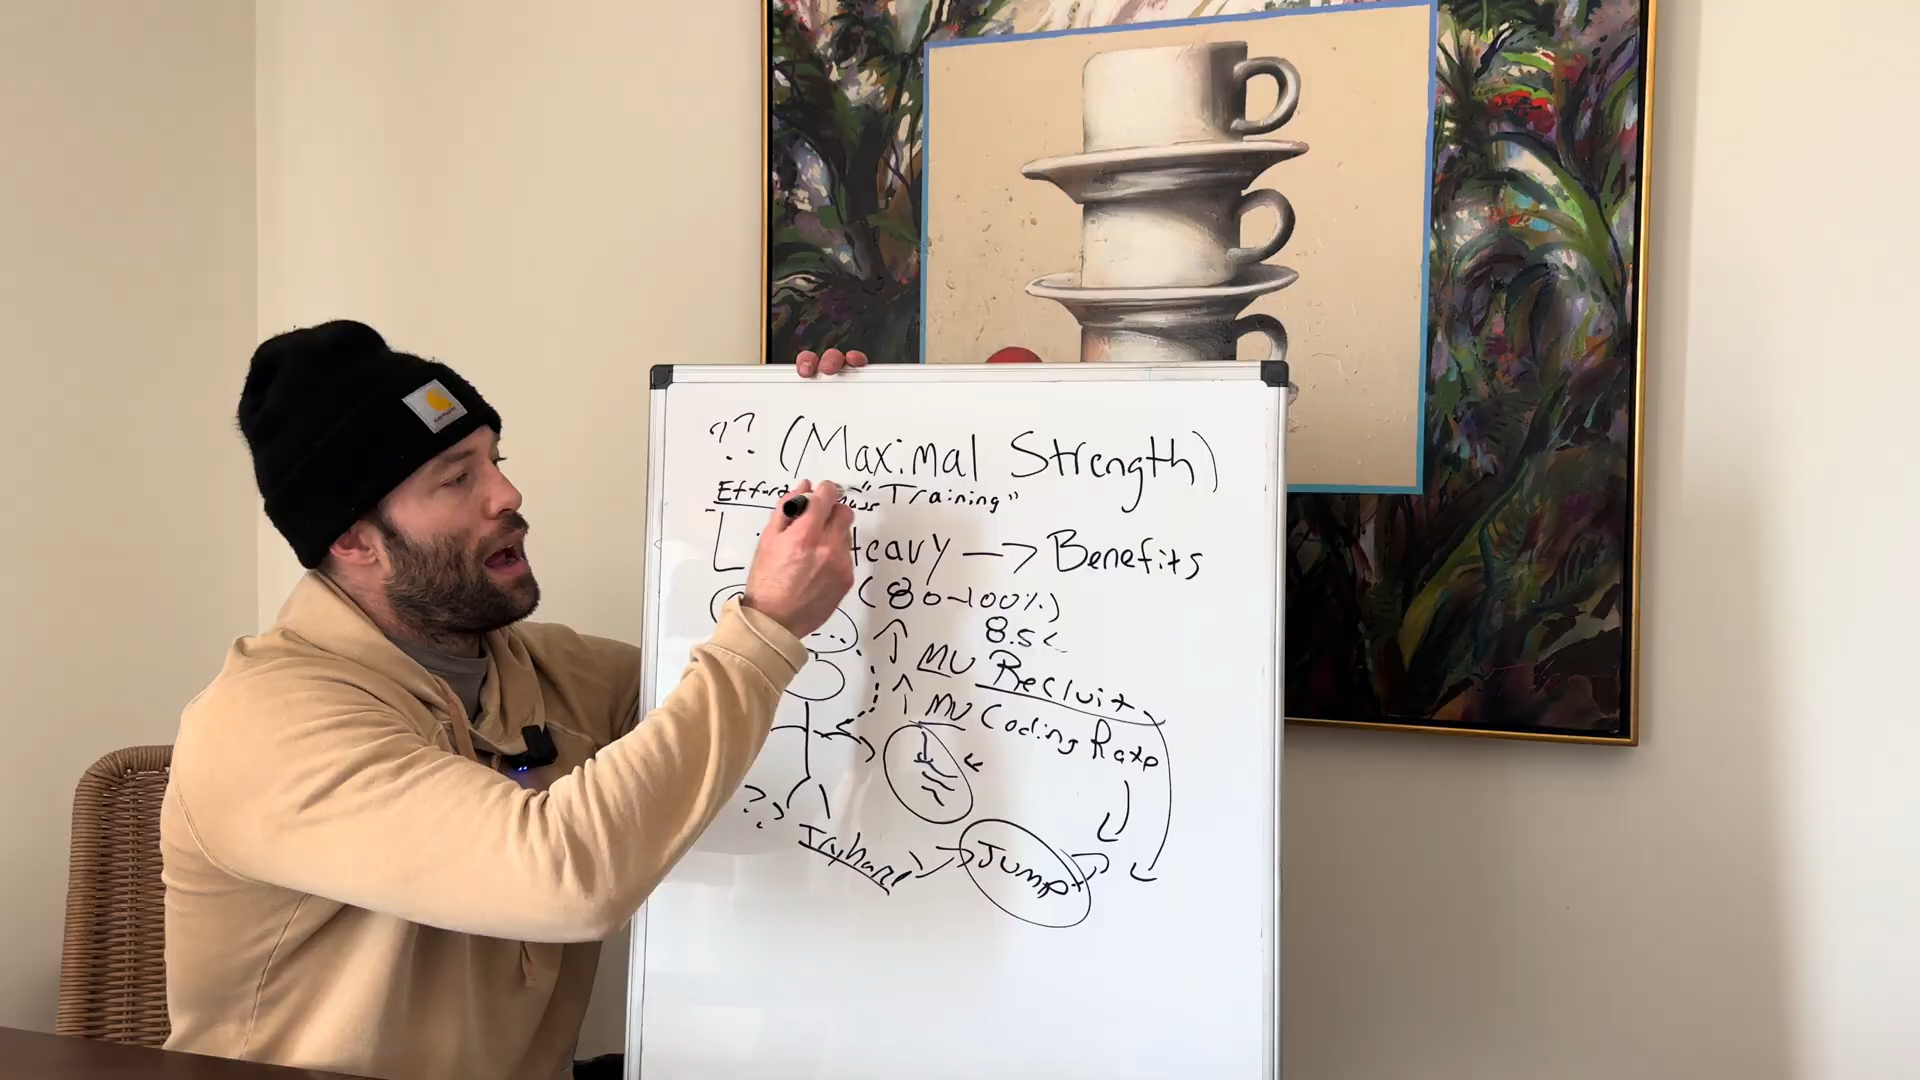 ?? (Maximal Strength)
"Training"
Heavy → Benefits
(80-100%)
8.5<
↑ MU Recruit
↑ MU Coding Rate
??
Jump